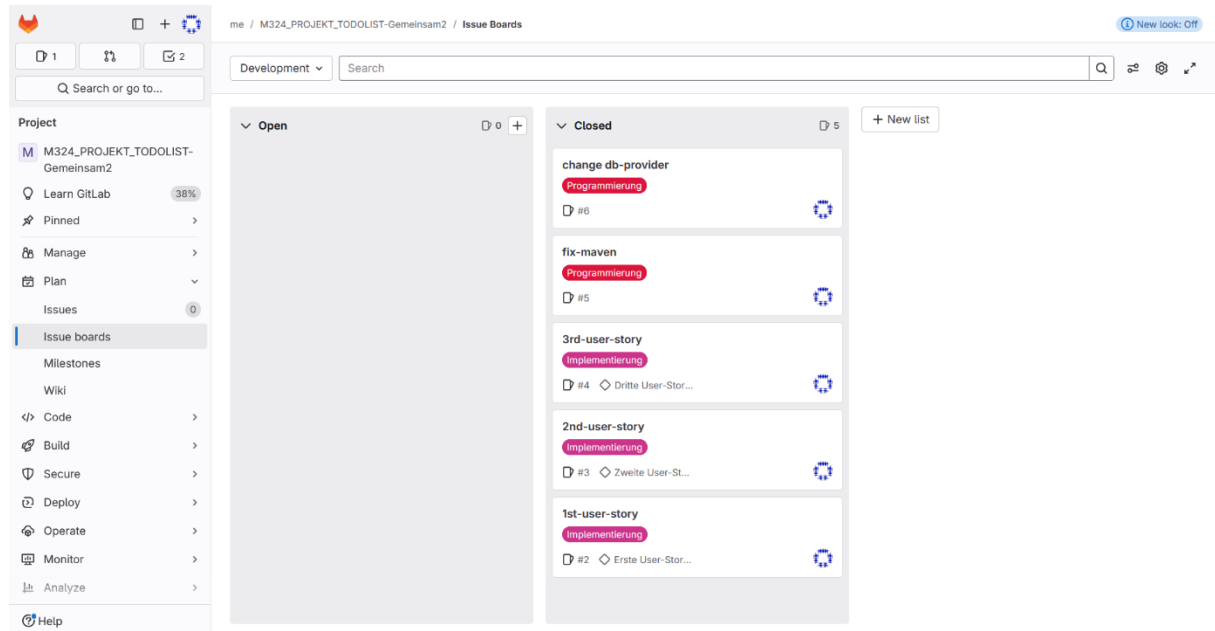 me / M324_PROJEKT_TODOLIST-Gemeinsam2 / Issue Boards
New look: Off
1
2
Search or go to...
Project
M M324_PROJEKT_TODOLIST-
Gemeinsam2
Learn GitLab 38%
Pinned
Manage
Plan
Issues 0
Issue boards
Milestones
Wiki
Code
Build
Secure
Deploy
Operate
Monitor
Analyze
Help
Development Search
Open 0
Closed 5
New list
change db-provider
Programmierung
#6
fix-maven
Programmierung
#5
3rd-user-story
Implementierung
#4 Dritte User-Stor...
2nd-user-story
Implementierung
#3 Zweite User-St...
1st-user-story
Implementierung
#2 Erste User-Stor...